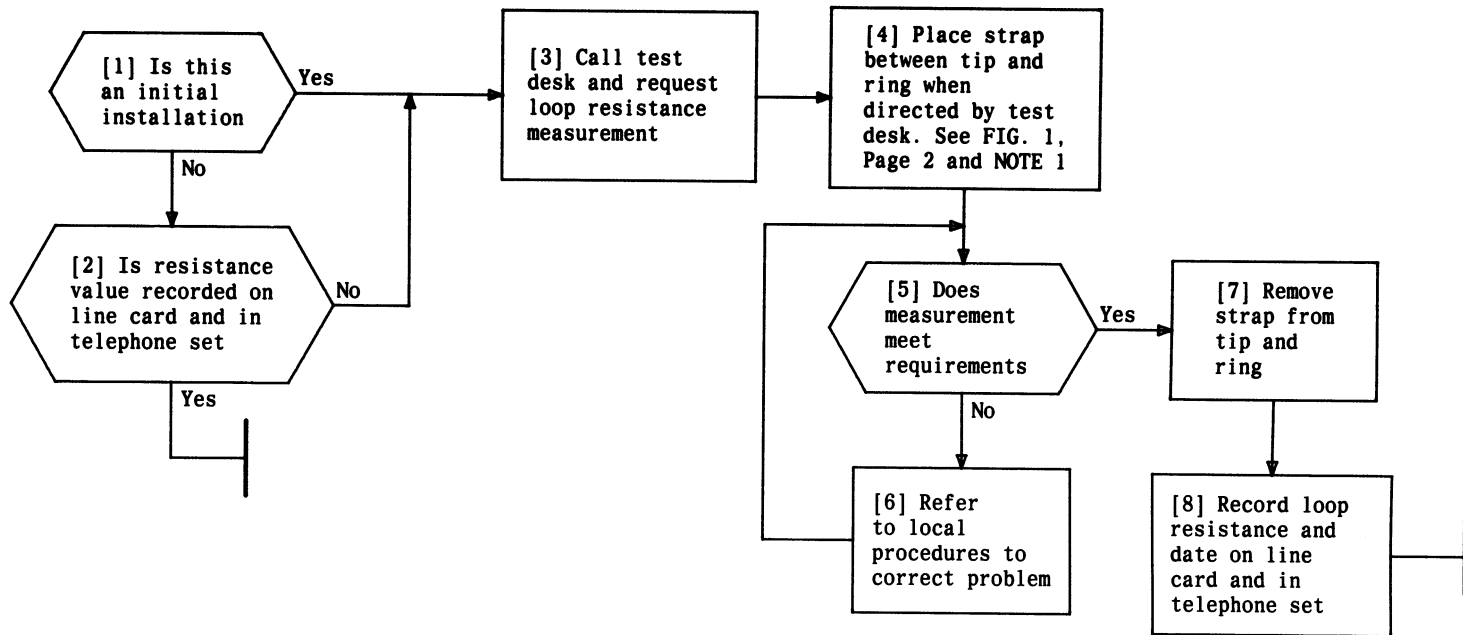 [1] Is this
an initial
installation
Yes
No
[2] Is resistance
value recorded on
line card and in
telephone set
No
Yes
[3] Call test
desk and request
loop resistance
measurement
[4] Place strap
between tip and
ring when
directed by test
desk. See FIG. 1,
Page 2 and NOTE 1
[5] Does
measurement
meet
requirements
Yes
No
[6] Refer
to local
procedures to
correct problem
[7] Remove
strap from
tip and
ring
[8] Record loop
resistance and
date on line
card and in
telephone set